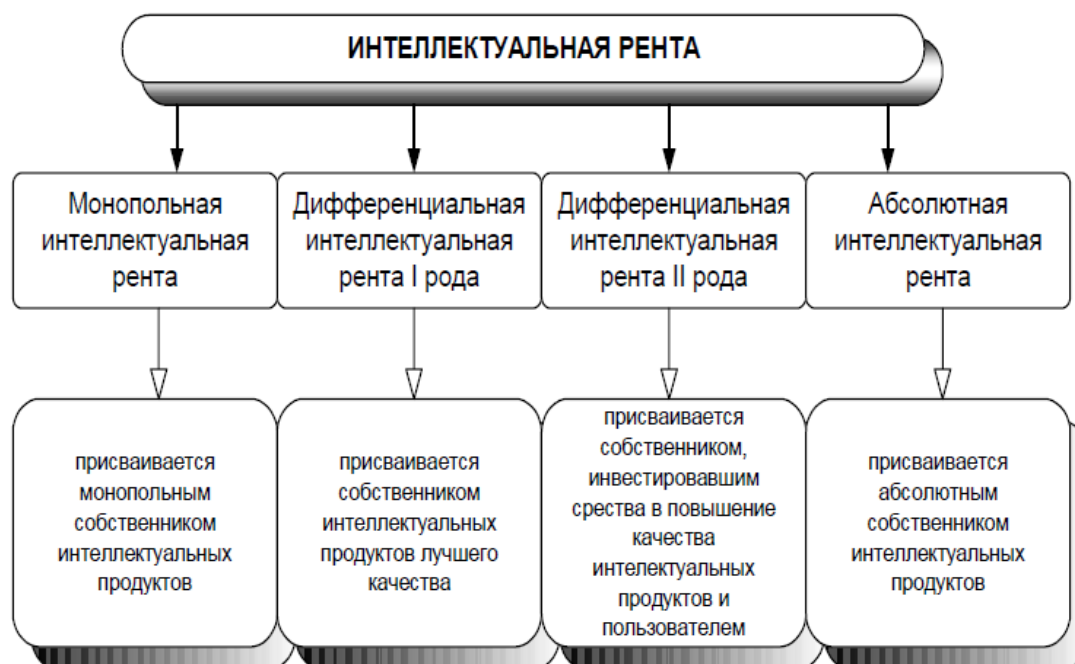 ИНТЕЛЛЕКТУАЛЬНАЯ РЕНТА
Монопольная
интеллектуальная
рента
Дифференциальная
интеллектуальная
рента I рода
Дифференциальная
интеллектуальная
рента II рода
Абсолютная
интеллектуальная
рента
присваивается
монопольным
собственником
интеллектуальных
продуктов
присваивается
собственником
интеллектуальных
продуктов лучшего
качества
присваивается
собственником,
инвестировавшим
срества в повышение
качества
интелектуальных
продуктов и
пользователем
присваивается
абсолютным
собственником
интеллектуальных
продуктов